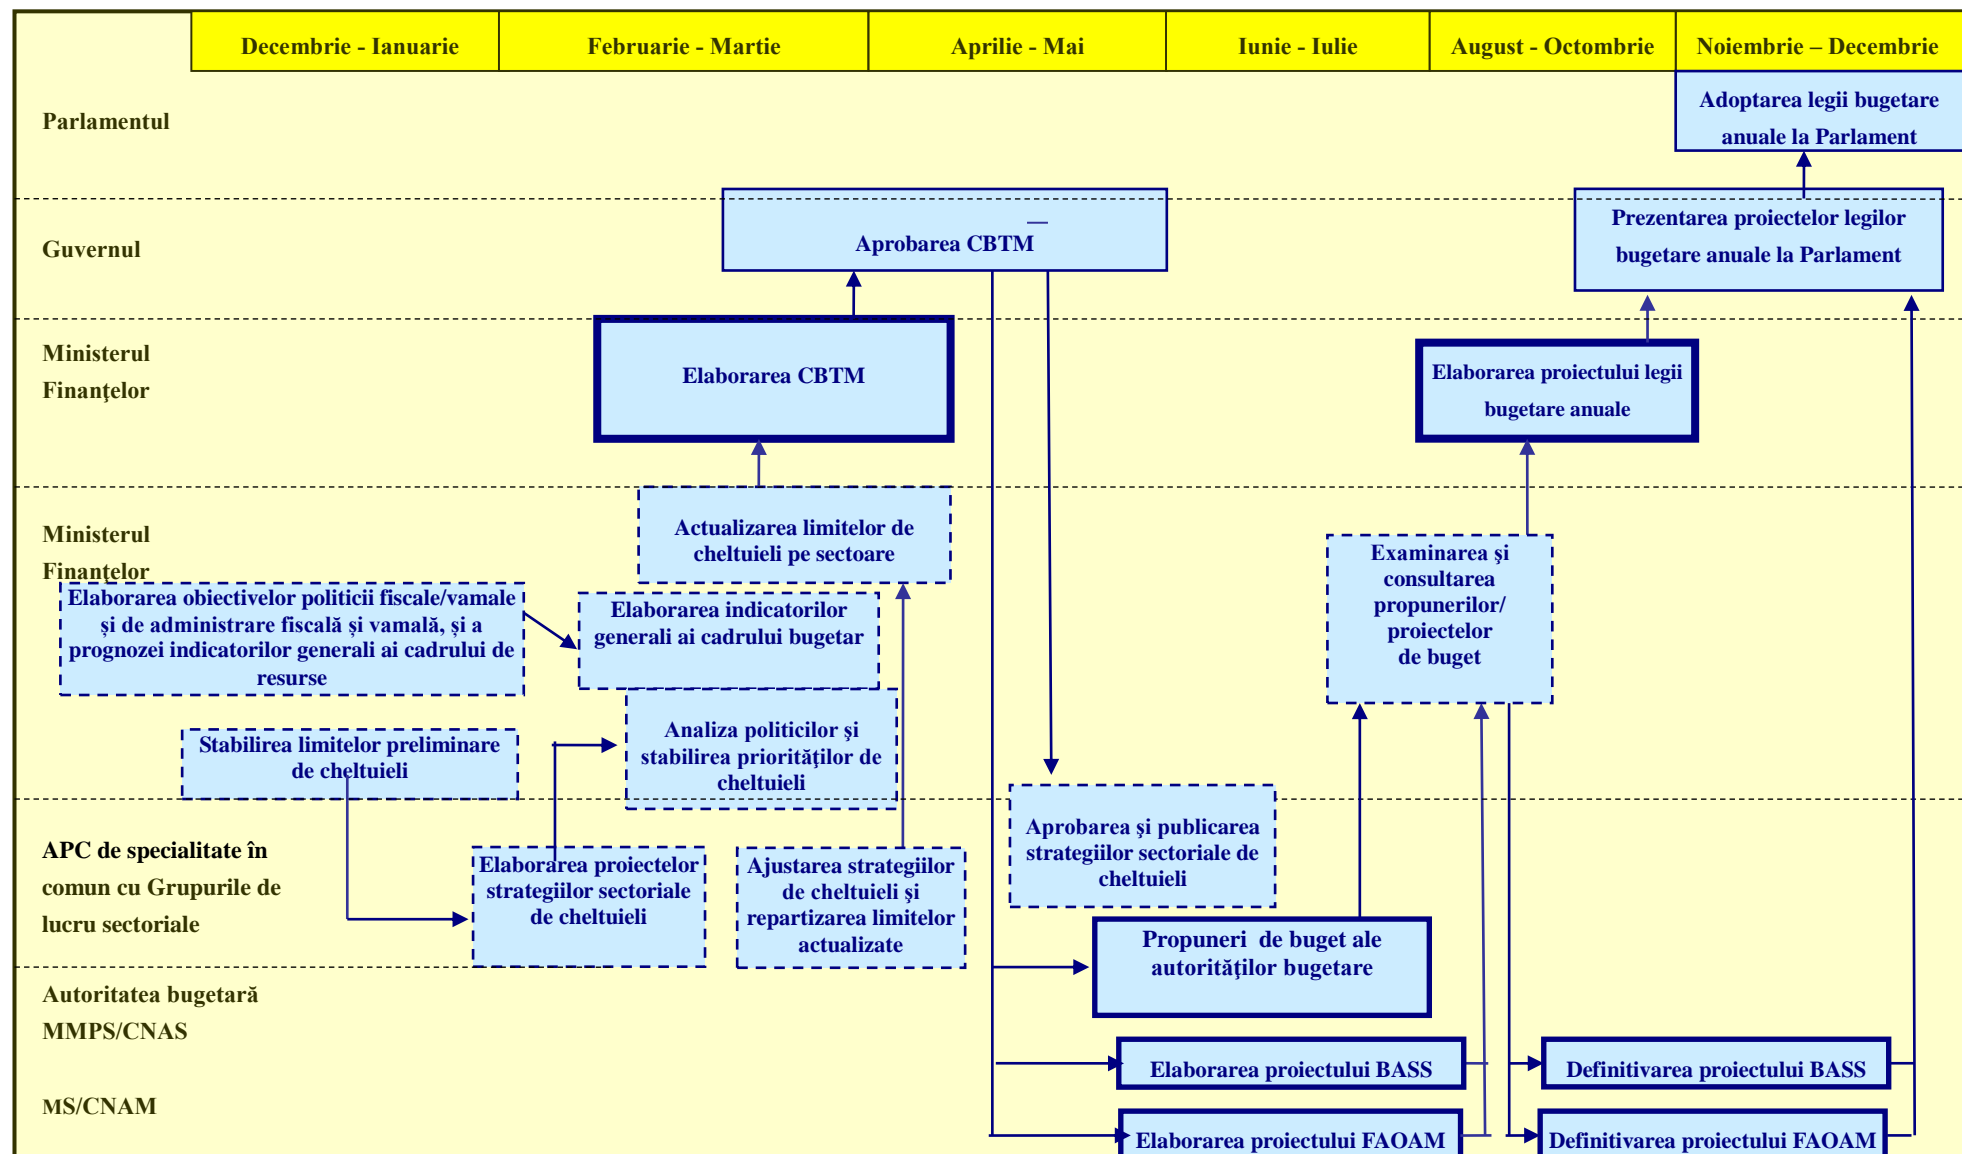 Decembrie - Ianuarie
Februarie - Martie
Aprilie - Mai
Iunie - Iulie
August - Octombrie
Noiembrie – Decembrie
Parlamentul
Adoptarea legii bugetare
anuale la Parlament
Guvernul
Aprobarea CBTM
Prezentarea proiectelor legilor
bugetare anuale la Parlament
Ministerul
Finanţelor
Elaborarea CBTM
Elaborarea proiectului legii
bugetare anuale
Ministerul
Finanţelor
Actualizarea limitelor de
cheltuieli pe sectoare
Elaborarea obiectivelor politicii fiscale/vamale
și de administrare fiscală și vamală, și a
prognozei indicatorilor generali ai cadrului de
resurse
Elaborarea indicatorilor
generali ai cadrului bugetar
Examinarea şi
consultarea
propunerilor/
proiectelor
de buget
Stabilirea limitelor preliminare
de cheltuieli
Analiza politicilor şi
stabilirea priorităţilor de
cheltuieli
APC de specialitate în
comun cu Grupurile de
lucru sectoriale
Elaborarea proiectelor
strategiilor sectoriale
de cheltuieli
Ajustarea strategiilor
de cheltuieli şi
repartizarea limitelor
actualizate
Aprobarea şi publicarea
strategiilor sectoriale de
cheltuieli
Propuneri de buget ale
autorităţilor bugetare
Autoritatea bugetară
MMPS/CNAS
Elaborarea proiectului BASS
Definitivarea proiectului BASS
MS/CNAM
Elaborarea proiectului FAOAM
Definitivarea proiectului FAOAM